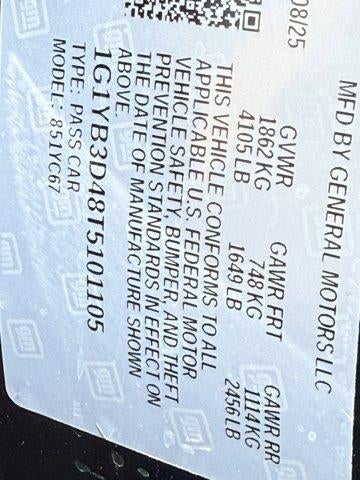 MFD BY GENERAL MOTORS LLC
08/25
GVWR GAWR FRT GAWR RR
1862 KG 748 KG 1114 KG
4105 LB 1649 LB 2456 LB
THIS VEHICLE CONFORMS TO ALL
APPLICABLE U.S. FEDERAL MOTOR
VEHICLE SAFETY, BUMPER, AND THEFT
PREVENTION STANDARDS IN EFFECT ON
THE DATE OF MANUFACTURE SHOWN
ABOVE.
1G1YB3D48T5101105
TYPE: PASS CAR
MODEL: 851YC67